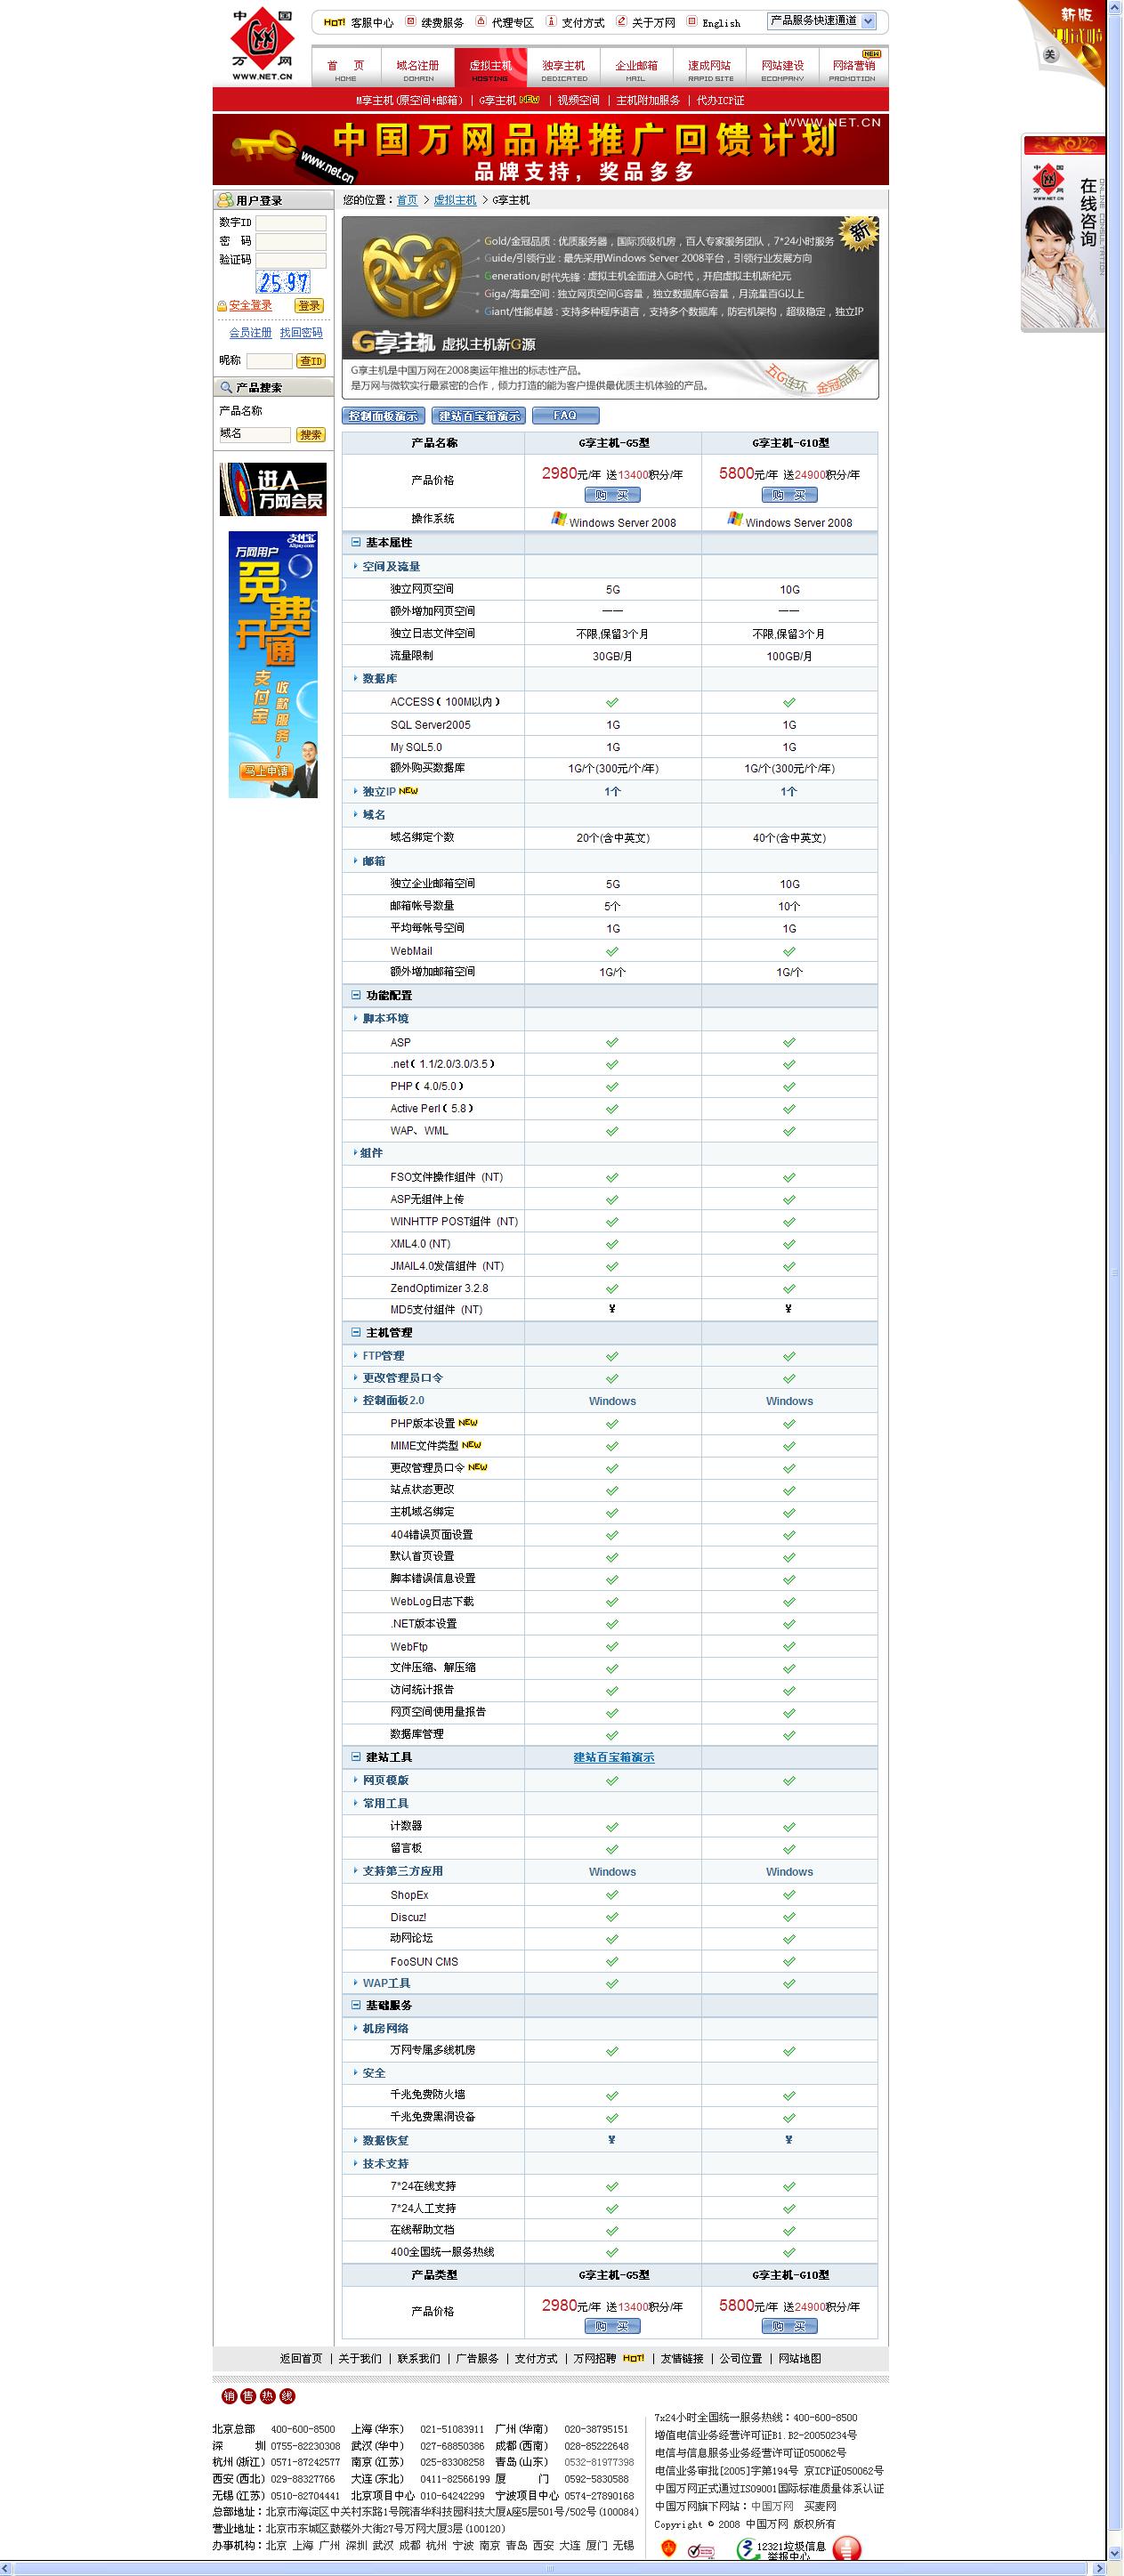 中 国 万 网
WWW.NET.CN
HOT! 客服中心 续费服务 代理专区 支付方式 关于万网 English 产品服务快速通道
首 页 域名注册 虚拟主机 独享主机 企业邮箱 速成网站 网站建设 网络营销 NEW
HOME DOMAIN HOSTING DEDICATED MAIL RAPID SITE ECOMPANY PROMOTION
M享主机(原空间+邮箱) | G享主机 NEW | 视频空间 | 主机附加服务 | 代办ICP证
新版
美
WWW.NET.CN
中国万网品牌推广回馈计划
www.net.cn
品牌支持，奖品多多
在线咨询
ONLINE CONSULTATION
用户登录
数字ID
密 码
验证码
2597
安全登录 登录
会员注册 找回密码
昵称 查ID
产品搜索
产品名称
域名 搜索
进入
万网会员
支付宝
Alipay.com
万网用户
免费
开通
支付宝
收款服务！
马上申请
您的位置：首页 > 虚拟主机 > G享主机
新
Gold/金冠品质：优质服务器，国际顶级机房，百人专家服务团队，7*24小时服务
Guide/引领行业：最先采用Windows Server 2008平台，引领行业发展方向
Generation/时代先锋：虚拟主机全面进入G时代，开启虚拟主机新纪元
Giga/海量空间：独立网页空间G容量，独立数据库G容量，月流量百G以上
Giant/性能卓越：支持多种程序语言，支持多个数据库，防宕机架构，超级稳定，独立IP
G享主机 虚拟主机新G源
G享主机是中国万网在2008奥运年推出的标志性产品。
是万网与微软实行最紧密的合作，倾力打造的能为客户提供最优质主机体验的产品。
五G连环 金冠品质
控制面板演示 建站百宝箱演示 FAQ
产品名称 G享主机-G5型 G享主机-G10型
产品价格 2980元/年 送13400积分/年 5800元/年 送24900积分/年
购 买 购 买
操作系统 Windows Server 2008 Windows Server 2008
基本属性
空间及流量
独立网页空间 5G 10G
额外增加网页空间 —— ——
独立日志文件空间 不限,保留3个月 不限,保留3个月
流量限制 30GB/月 100GB/月
数据库
ACCESS（100M以内）
SQL Server2005 1G 1G
My SQL5.0 1G 1G
额外购买数据库 1G/个(300元/个/年) 1G/个(300元/个/年)
独立IP NEW 1个 1个
域名
域名绑定个数 20个(含中英文) 40个(含中英文)
邮箱
独立企业邮箱空间 5G 10G
邮箱帐号数量 5个 10个
平均每帐号空间 1G 1G
WebMail
额外增加邮箱空间 1G/个 1G/个
功能配置
脚本环境
ASP
.net（1.1/2.0/3.0/3.5）
PHP（4.0/5.0）
Active Perl（5.8）
WAP、WML
组件
FSO文件操作组件 (NT)
ASP无组件上传
WINHTTP POST组件 (NT)
XML4.0 (NT)
JMAIL4.0发信组件 (NT)
ZendOptimizer 3.2.8
MD5支付组件 (NT) ¥ ¥
主机管理
FTP管理
更改管理员口令
控制面板2.0 Windows Windows
PHP版本设置 NEW
MIME文件类型 NEW
更改管理员口令 NEW
站点状态更改
主机域名绑定
404错误页面设置
默认首页设置
脚本错误信息设置
WebLog日志下载
.NET版本设置
WebFtp
文件压缩、解压缩
访问统计报告
网页空间使用量报告
数据库管理
建站工具 建站百宝箱演示
网页模版
常用工具
计数器
留言板
支持第三方应用 Windows Windows
ShopEx
Discuz!
动网论坛
FooSUN CMS
WAP工具
基础服务
机房网络
万网专属多线机房
安全
千兆免费防火墙
千兆免费黑洞设备
数据恢复 ¥ ¥
技术支持
7*24在线支持
7*24人工支持
在线帮助文档
400全国统一服务热线
产品类型 G享主机-G5型 G享主机-G10型
产品价格 2980元/年 送13400积分/年 5800元/年 送24900积分/年
购 买 购 买
返回首页 | 关于我们 | 联系我们 | 广告服务 | 支付方式 | 万网招聘 HOT! | 友情链接 | 公司位置 | 网站地图
销售热线
北京总部 400-600-8500 上海(华东) 021-51083911 广州(华南) 020-38795151
深 圳 0755-82230308 武汉(华中) 027-68850386 成都(西南) 028-85222648
杭州(浙江) 0571-87242577 南京(江苏) 025-83308258 青岛(山东) 0532-81977398
西安(西北) 029-88327766 大连(东北) 0411-82566199 厦 门 0592-5830588
无锡(江苏) 0510-82704441 北京项目中心 010-64242299 宁波项目中心 0574-27890168
总部地址：北京市海淀区中关村东路1号院清华科技园科技大厦A座5层501号/502号(100084)
营业地址：北京市东城区鼓楼外大街27号万网大厦3层(100120)
办事机构：北京 上海 广州 深圳 武汉 成都 杭州 宁波 南京 青岛 西安 大连 厦门 无锡
7x24小时全国统一服务热线：400-600-8500
增值电信业务经营许可证B1.B2-20050234号
电信与信息服务业务经营许可证050062号
电信业务审批[2005]字第194号 京ICP证050062号
中国万网正式通过ISO9001国际标准质量体系认证
中国万网旗下网站：中国万网 买麦网
Copyright © 2008 中国万网 版权所有
12321垃圾信息
举报中心